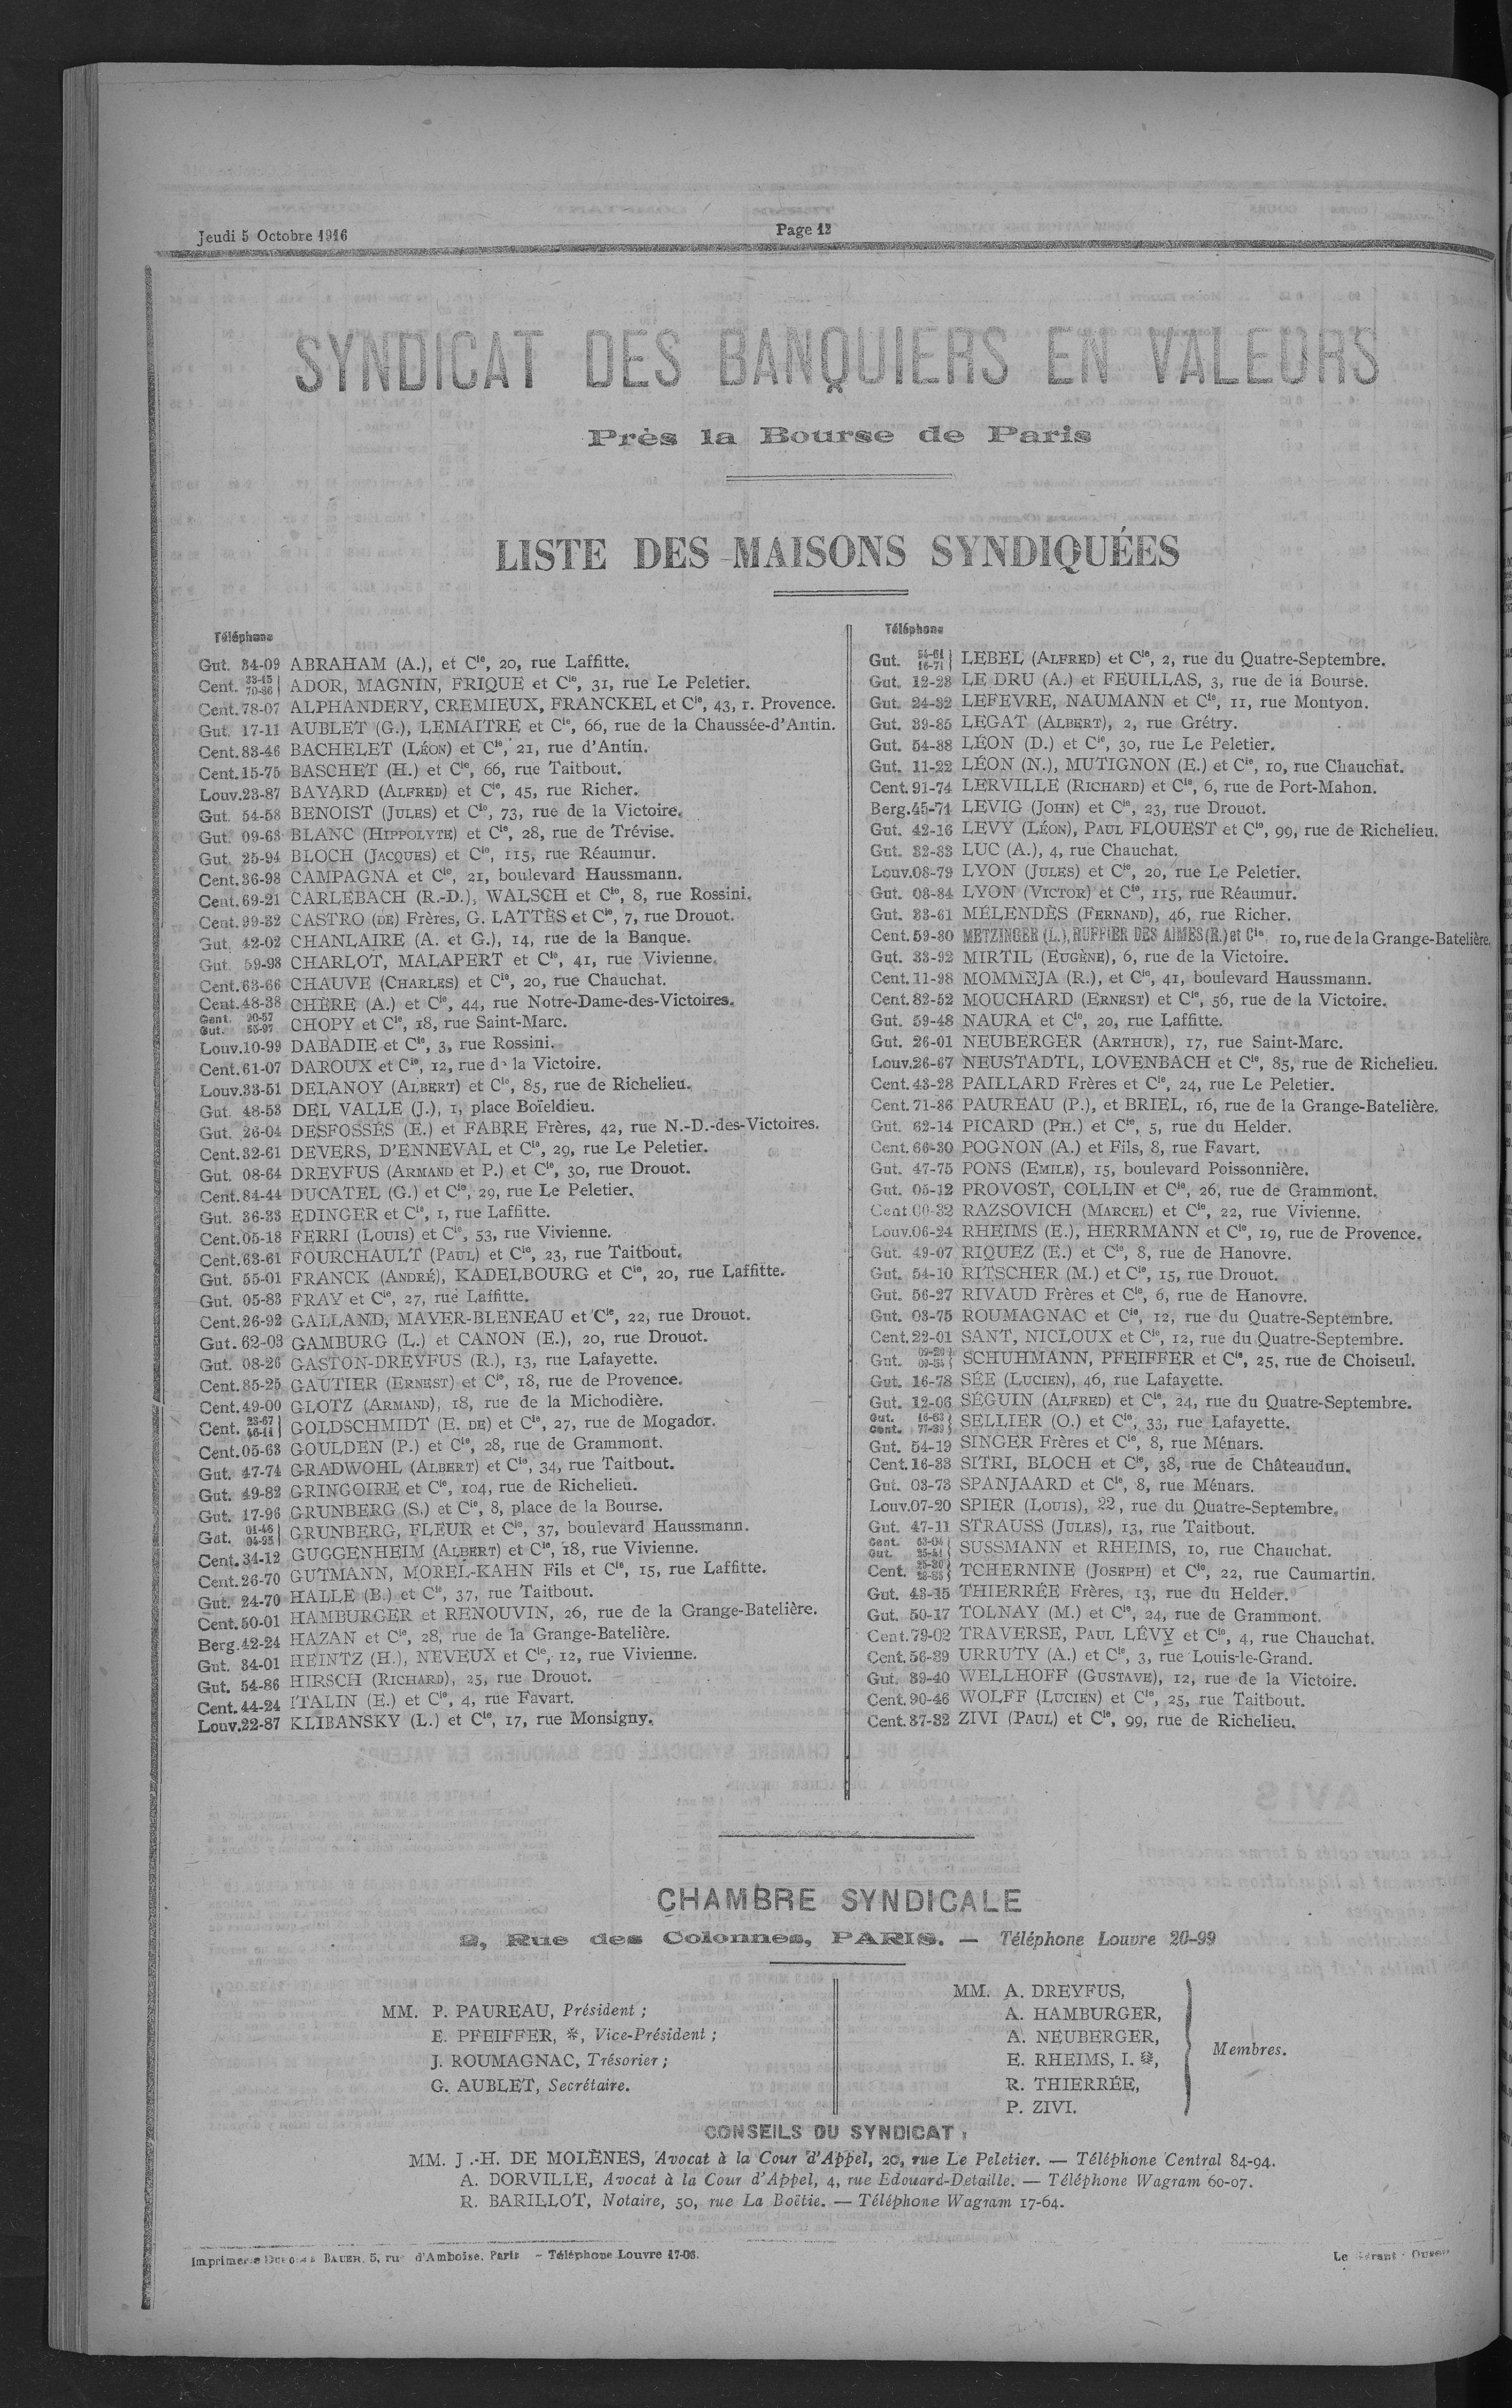 Jeudi 5 Octobre 1916
Page 12
SYNDICAT DES BANQUIERS EN VALEURS
Près la Bourse de Paris
LISTE DES MAISONS SYNDIQUÉES
Téléphone
Gut. 34-09 ABRAHAM (A.), et Cie, 20, rue Laffitte.
Cent. 33-15 70-86 } ADOR, MAGNIN, FRIQUE et Cie, 31, rue Le Peletier.
Cent. 78-07 ALPHANDERY, CREMIEUX, FRANCKEL et Cie, 43, r. Provence.
Gut. 17-11 AUBLET (G.), LEMAITRE et Cie, 66, rue de la Chaussée-d'Antin.
Cent. 83-46 BACHELET (LÉON) et Cie, 21, rue d'Antin.
Cent. 15-75 BASCHET (H.) et Cie, 66, rue Taitbout.
Louv. 23-87 BAYARD (ALFRED) et Cie, 45, rue Richer.
Gut. 54-58 BENOIST (JULES) et Cie, 73, rue de la Victoire.
Gut. 09-63 BLANC (HIPPOLYTE) et Cie, 28, rue de Trévise.
Gut. 25-94 BLOCH (JACQUES) et Cie, 115, rue Réaumur.
Cent. 36-98 CAMPAGNA et Cie, 21, boulevard Haussmann.
Cent. 69-21 CARLEBACH (R.-D.), WALSCH et Cie, 8, rue Rossini.
Cent. 99-32 CASTRO (DE) Frères, G. LATTÈS et Cie, 7, rue Drouot.
Gut. 42-02 CHANLAIRE (A. et G.), 14, rue de la Banque.
Gut. 59-98 CHARLOT, MALAPERT et Cie, 41, rue Vivienne.
Cent. 63-66 CHAUVE (CHARLES) et Cie, 20, rue Chauchat.
Cent. 48-38 CHÈRE (A.) et Cie, 44, rue Notre-Dame-des-Victoires.
Cent. 90-57 Gut. 55-97 CHOPY et Cie, 18, rue Saint-Marc.
Louv. 10-99 DABADIE et Cie, 3, rue Rossini.
Cent. 61-07 DAROUX et Cie, 12, rue de la Victoire.
Louv. 33-51 DELANOY (ALBERT) et Cie, 85, rue de Richelieu.
Gut. 48-53 DEL VALLE (J.), 1, place Boïeldieu.
Gut. 26-04 DESFOSSÉS (E.) et FABRE Frères, 42, rue N.-D.-des-Victoires.
Cent. 32-61 DEVERS, D'ENNEVAL et Cie, 29, rue Le Peletier.
Gut. 08-64 DREYFUS (ARMAND et P.) et Cie, 30, rue Drouot.
Cent. 84-44 DUCATEL (G.) et Cie, 29, rue Le Peletier.
Gut. 36-33 EDINGER et Cie, 1, rue Laffitte.
Cent. 05-18 FERRI (LOUIS) et Cie, 53, rue Vivienne.
Cent. 63-61 FOURCHAULT (PAUL) et Cie, 23, rue Taitbout.
Gut. 55-01 FRANCK (ANDRÉ), KADELBOURG et Cie, 20, rue Laffitte.
Gut. 05-83 FRAY et Cie, 27, rue Laffitte.
Cent. 26-92 GALLAND, MAYER-BLENEAU et Cie, 22, rue Drouot.
Gut. 62-03 GAMBURG (L.) et CANON (E.), 20, rue Drouot.
Gut. 08-26 GASTON-DREYFUS (R.), 13, rue Lafayette.
Cent. 85-25 GAUTIER (ERNEST) et Cie, 18, rue de Provence.
Cent. 49-00 GLOTZ (ARMAND), 18, rue de la Michodière.
Cent. 23-67 46-11 } GOLDSCHMIDT (E. DE) et Cie, 27, rue de Mogador.
Cent. 05-63 GOULDEN (P.) et Cie, 28, rue de Grammont.
Gut. 47-74 GRADWOHL (ALBERT) et Cie, 34, rue Taitbout.
Gut. 49-82 GRINGOIRE et Cie, 104, rue de Richelieu.
Gut. 17-96 GRUNBERG (S.) et Cie, 8, place de la Bourse.
Gut. 01-46 04-95 } GRUNBERG, FLEUR et Cie, 37, boulevard Haussmann.
Cent. 34-12 GUGGENHEIM (ALBERT) et Cie, 18, rue Vivienne.
Cent. 26-70 GUTMANN, MOREL-KAHN Fils et Cie, 15, rue Laffitte.
Gut. 24-70 HALLE (B.) et Cie, 37, rue Taitbout.
Cent. 50-01 HAMBURGER et RENOUVIN, 26, rue de la Grange-Batelière.
Berg. 42-24 HAZAN et Cie, 28, rue de la Grange-Batelière.
Gut. 34-01 HEINTZ (H.), NEVEUX et Cie, 12, rue Vivienne.
Gut. 54-86 HIRSCH (RICHARD), 25, rue Drouot.
Cent. 44-24 ITALIN (E.) et Cie, 4, rue Favart.
Louv. 22-87 KLIBANSKY (L.) et Cie, 17, rue Monsigny.
Téléphone
Gut. 54-61 16-71 } LEBEL (ALFRED) et Cie, 2, rue du Quatre-Septembre.
Gut. 12-23 LE DRU (A.) et FEUILLAS, 3, rue de la Bourse.
Gut. 24-32 LEFEVRE, NAUMANN et Cie, 11, rue Montyon.
Gut. 39-85 LEGAT (ALBERT), 2, rue Grétry.
Gut. 54-88 LÉON (D.) et Cie, 30, rue Le Peletier.
Gut. 11-22 LÉON (N.), MUTIGNON (E.) et Cie, 10, rue Chauchat.
Cent. 91-74 LERVILLE (RICHARD) et Cie, 6, rue de Port-Mahon.
Berg. 45-71 LEVIG (JOHN) et Cie, 23, rue Drouot.
Gut. 42-16 LEVY (LÉON), PAUL FLOUEST et Cie, 99, rue de Richelieu.
Gut. 32-83 LUC (A.), 4, rue Chauchat.
Louv. 08-79 LYON (JULES) et Cie, 20, rue Le Peletier.
Gut. 08-84 LYON (VICTOR) et Cie, 115, rue Réaumur.
Gut. 33-61 MÉLENDÈS (FERNAND), 46, rue Richer.
Cent. 59-80 METZINGER (L.), RUFFIER DES AIMES (R.) et Cie, 10, rue de la Grange-Batelière.
Gut. 33-92 MIRTIL (EUGÈNE), 6, rue de la Victoire.
Cent. 11-98 MOMMEJA (R.), et Cie, 41, boulevard Haussmann.
Cent. 82-52 MOUCHARD (ERNEST) et Cie, 56, rue de la Victoire.
Gut. 59-48 NAURA et Cie, 20, rue Laffitte.
Gut. 26-01 NEUBERGER (ARTHUR), 17, rue Saint-Marc.
Louv. 26-67 NEUSTADTL, LOVENBACH et Cie, 85, rue de Richelieu.
Cent. 43-28 PAILLARD Frères et Cie, 24, rue Le Peletier.
Cent. 71-86 PAUREAU (P.), et BRIEL, 16, rue de la Grange-Batelière.
Gut. 62-14 PICARD (PH.) et Cie, 5, rue du Helder.
Cent. 66-30 POGNON (A.) et Fils, 8, rue Favart.
Gut. 47-75 PONS (EMILE), 15, boulevard Poissonnière.
Gut. 05-12 PROVOST, COLLIN et Cie, 26, rue de Grammont.
Cent. 00-32 RAZSOVICH (MARCEL) et Cie, 22, rue Vivienne.
Louv. 06-24 RHEIMS (E.), HERRMANN et Cie, 19, rue de Provence.
Gut. 49-07 RIQUEZ (E.) et Cie, 8, rue de Hanovre.
Gut. 54-10 RITSCHER (M.) et Cie, 15, rue Drouot.
Gut. 56-27 RIVAUD Frères et Cie, 6, rue de Hanovre.
Gut. 03-75 ROUMAGNAC et Cie, 12, rue du Quatre-Septembre.
Cent. 22-01 SANT, NICLOUX et Cie, 12, rue du Quatre-Septembre.
Gut. SCHUHMANN, PFEIFFER et Cie, 25, rue de Choiseul.
Gut. 16-78 SÉE (LUCIEN), 46, rue Lafayette.
Gut. 12-06 SÉGUIN (ALFRED) et Cie, 24, rue du Quatre-Septembre.
Gut. 16-63 Cent. 77-33 } SELLIER (O.) et Cie, 33, rue Lafayette.
Gut. 54-19 SINGER Frères et Cie, 8, rue Ménars.
Cent. 16-33 SITRI, BLOCH et Cie, 38, rue de Châteaudun.
Gut. 03-73 SPANJAARD et Cie, 8, rue Ménars.
Louv. 07-20 SPIER (LOUIS), 22, rue du Quatre-Septembre.
Gut. 47-11 STRAUSS (JULES), 13, rue Taitbout.
Cent. 63-04 Gut. 25-41 } SUSSMANN et RHEIMS, 10, rue Chauchat.
Cent. TCHERNINE (JOSEPH) et Cie, 22, rue Caumartin.
Gut. 43-15 THIERRÉE Frères, 13, rue du Helder.
Gut. 50-17 TOLNAY (M.) et Cie, 24, rue de Grammont.
Cent. 79-02 TRAVERSE, PAUL LÉVY et Cie, 4, rue Chauchat.
Cent. 56-39 URRUTY (A.) et Cie, 3, rue Louis-le-Grand.
Gut. 39-40 WELLHOFF (GUSTAVE), 12, rue de la Victoire.
Cent. 90-46 WOLFF (LUCIEN) et Cie, 25, rue Taitbout.
Cent. 37-32 ZIVI (PAUL) et Cie, 99, rue de Richelieu.
CHAMBRE SYNDICALE
2, Rue des Colonnes, PARIS. — Téléphone Louvre 20-99
MM. P. PAUREAU, Président ;
E. PFEIFFER, ※, Vice-Président ;
J. ROUMAGNAC, Trésorier ;
G. AUBLET, Secrétaire.
MM. A. DREYFUS,
A. HAMBURGER,
A. NEUBERGER,
E. RHEIMS, I. ※,
R. THIERRÉE,
P. ZIVI.
Membres.
CONSEILS DU SYNDICAT :
MM. J.-H. DE MOLÈNES, Avocat à la Cour d'Appel, 20, rue Le Peletier. — Téléphone Central 84-94.
A. DORVILLE, Avocat à la Cour d'Appel, 4, rue Edouard-Detaille. — Téléphone Wagram 60-07.
R. BARILLOT, Notaire, 50, rue La Boëtie. — Téléphone Wagram 17-64.
BAUER, 5, rue d'Amboise. Paris — Téléphone Louvre 17-06.
Le Gérant :